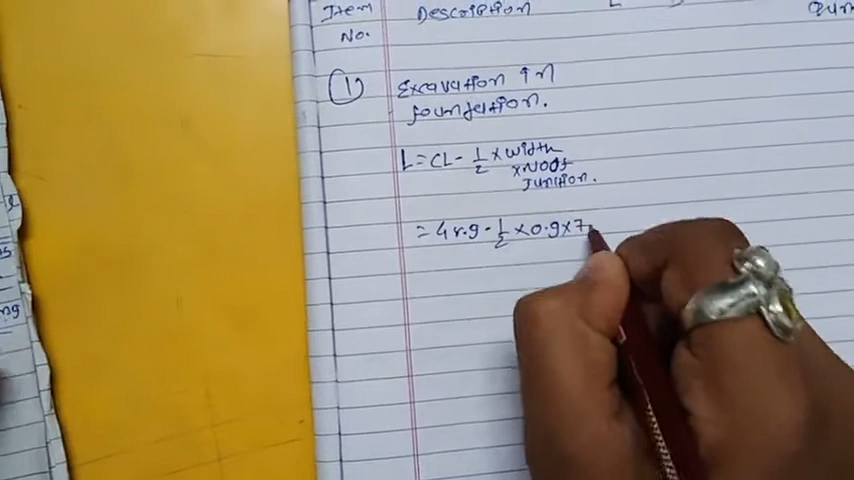 Item Description
No.
① Excavation in
foundation.
L = CL - 1/2 × width
× No of
Junction.
= 48.9 - 1/2 × 0.9 × 7